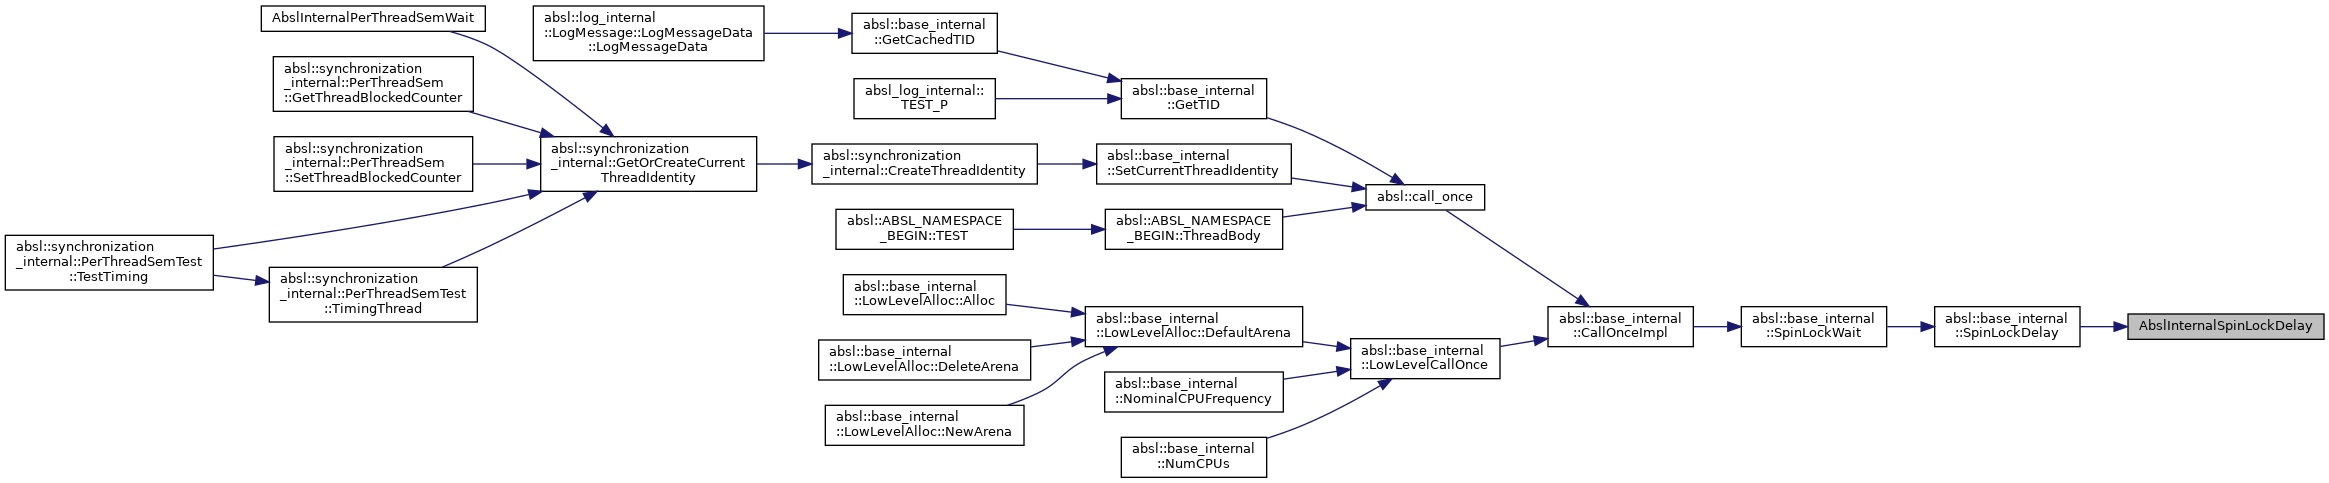 AbslInternalPerThreadSemWait
absl::synchronization
_internal::PerThreadSem
::GetThreadBlockedCounter
absl::synchronization
_internal::PerThreadSem
::SetThreadBlockedCounter
absl::synchronization
_internal::PerThreadSemTest
::TestTiming
absl::synchronization
_internal::PerThreadSemTest
::TimingThread
absl::log_internal
::LogMessage::LogMessageData
::LogMessageData
absl::synchronization
_internal::GetOrCreateCurrent
ThreadIdentity
absl::base_internal
::GetCachedTID
absl_log_internal::
TEST_P
absl::synchronization
_internal::CreateThreadIdentity
absl::ABSL_NAMESPACE
_BEGIN::TEST
absl::base_internal
::LowLevelAlloc::Alloc
absl::base_internal
::LowLevelAlloc::DeleteArena
absl::base_internal
::LowLevelAlloc::NewArena
absl::base_internal
::GetTID
absl::base_internal
::SetCurrentThreadIdentity
absl::ABSL_NAMESPACE
_BEGIN::ThreadBody
absl::base_internal
::LowLevelAlloc::DefaultArena
absl::base_internal
::NominalCPUFrequency
absl::base_internal
::NumCPUs
absl::call_once
absl::base_internal
::LowLevelCallOnce
absl::base_internal
::CallOnceImpl
absl::base_internal
::SpinLockWait
absl::base_internal
::SpinLockDelay
AbslInternalSpinLockDelay